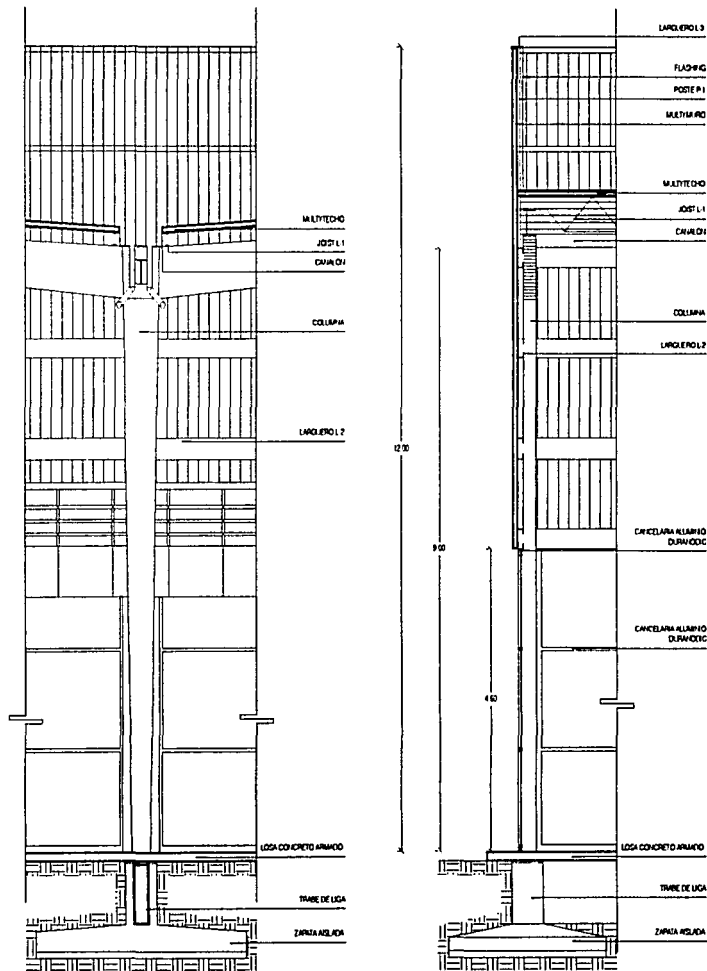 MULTYTECHO
JOIST L-1
CANALON
COLUMNA
LARGUERO L 2
LOSA CONCRETO ARMADO
TRABE DE LIGA
ZAPATA AISLADA
12.00
9.00
4.50
LARGUERO L 3
FLASHING
POSTE P.1
MULTYMURO
MULTYTECHO
JOIST L-1
CANALON
COLUMNA
LARGUERO L 2
CANCELARIA ALUMINIO
DURANODIC
CANCELARIA ALUMINIO
DURANODIC
LOSA CONCRETO ARMADO
TRABE DE LIGA
ZAPATA AISLADA